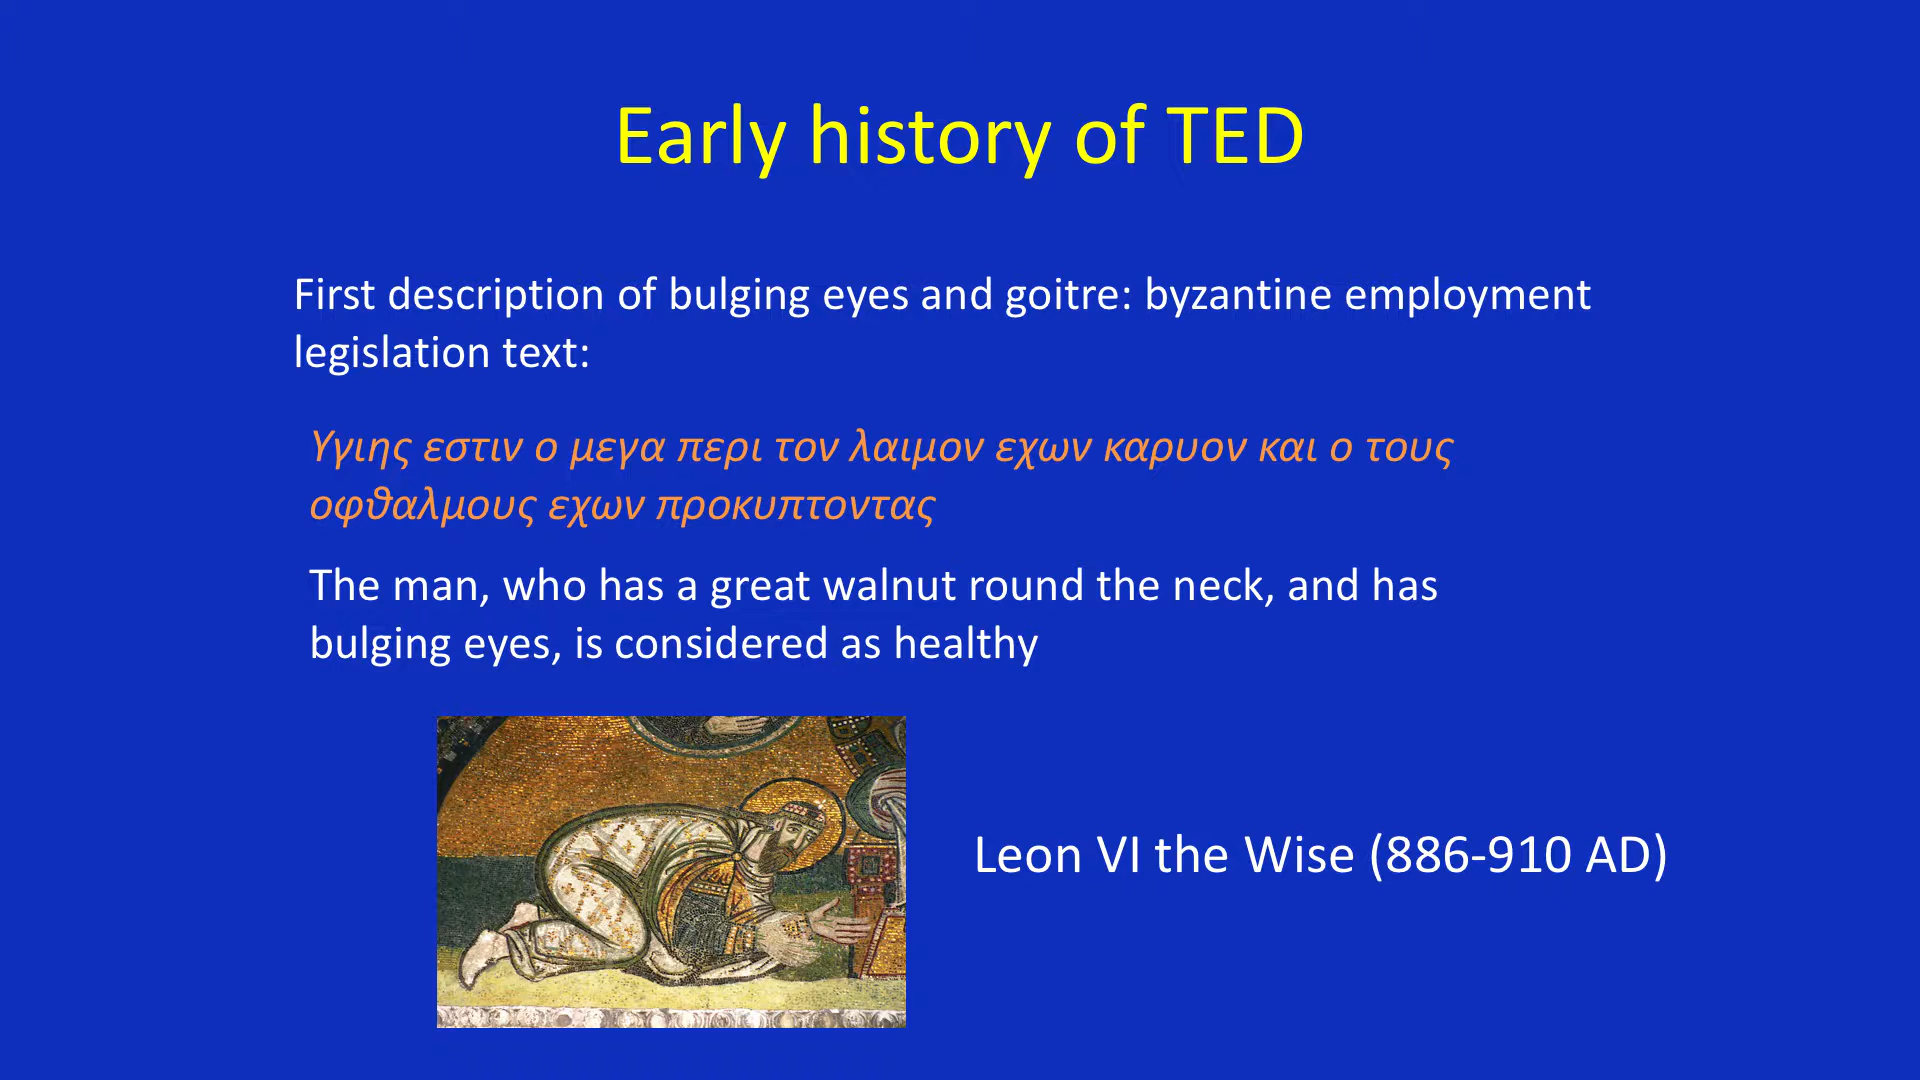 Early history of TED
First description of bulging eyes and goitre: byzantine employment
legislation text:
Υγιης εστιν ο μεγα περι τον λαιμον εχων καρυον και ο τους
οφθαλμους εχων προκυπτοντας
The man, who has a great walnut round the neck, and has
bulging eyes, is considered as healthy
Leon VI the Wise (886-910 AD)